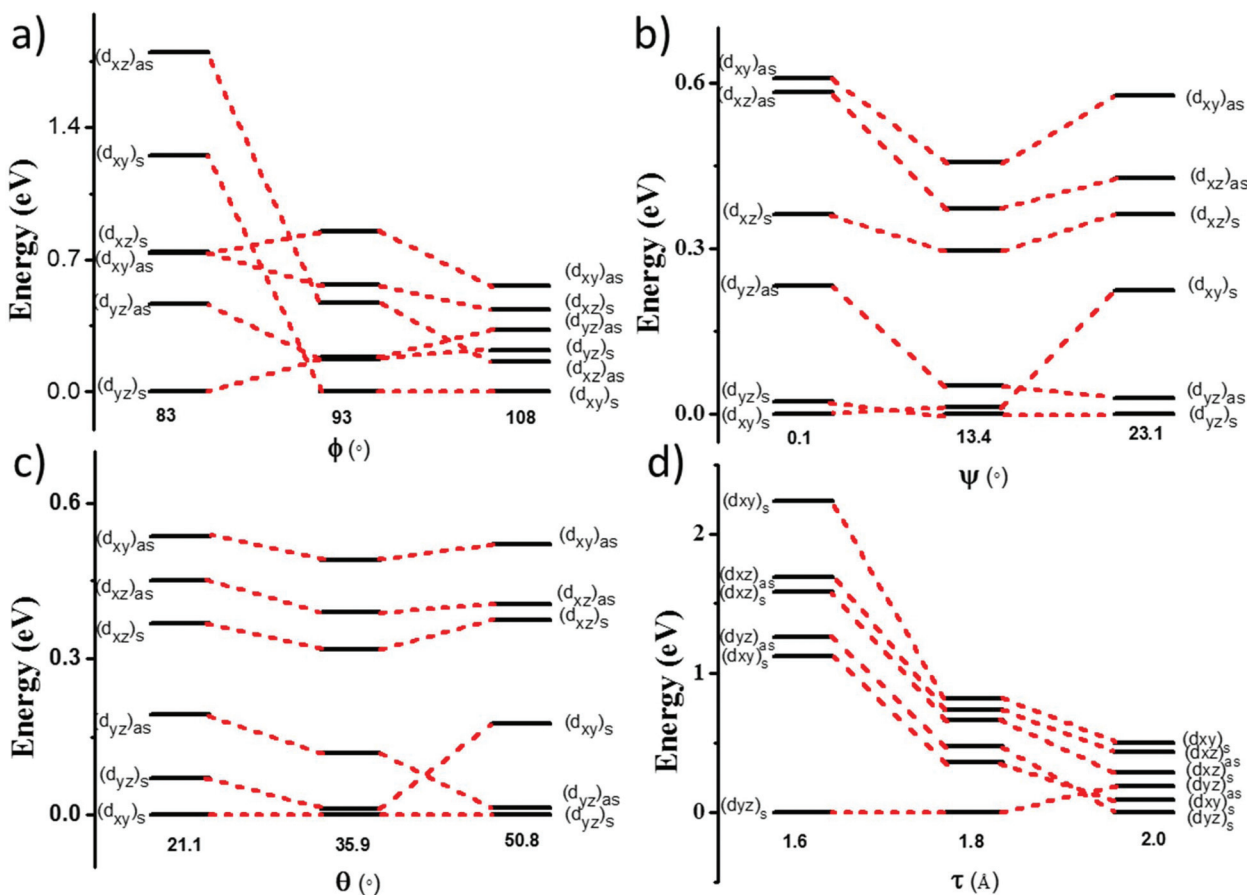 a)
Energy (eV)
1.4
0.7
0.0
(dxz)as
(dxy)s
(dxz)s
(dxy)as
(dyz)as
(dyz)s
(dxy)as
(dxz)s
(dyz)as
(dyz)s
(dxz)as
(dxy)s
83
93
108
ϕ (°)
b)
Energy (eV)
0.6
0.3
0.0
(dxy)as
(dxz)as
(dxz)s
(dyz)as
(dyz)s
(dxy)s
(dxy)as
(dxz)as
(dxz)s
(dxy)s
(dyz)as
(dyz)s
0.1
13.4
23.1
ψ (°)
c)
Energy (eV)
0.6
0.3
0.0
(dxy)as
(dxz)as
(dxz)s
(dyz)as
(dyz)s
(dxy)s
(dxy)as
(dxz)as
(dxz)s
(dxy)s
(dyz)as
(dyz)s
21.1
35.9
50.8
θ (°)
d)
Energy (eV)
2
1
0
(dxy)s
(dxz)as
(dxz)s
(dyz)as
(dxy)s
(dyz)s
(dxy)s
(dxz)as
(dxz)s
(dyz)as
(dxy)s
(dyz)s
1.6
1.8
2.0
τ (Å)